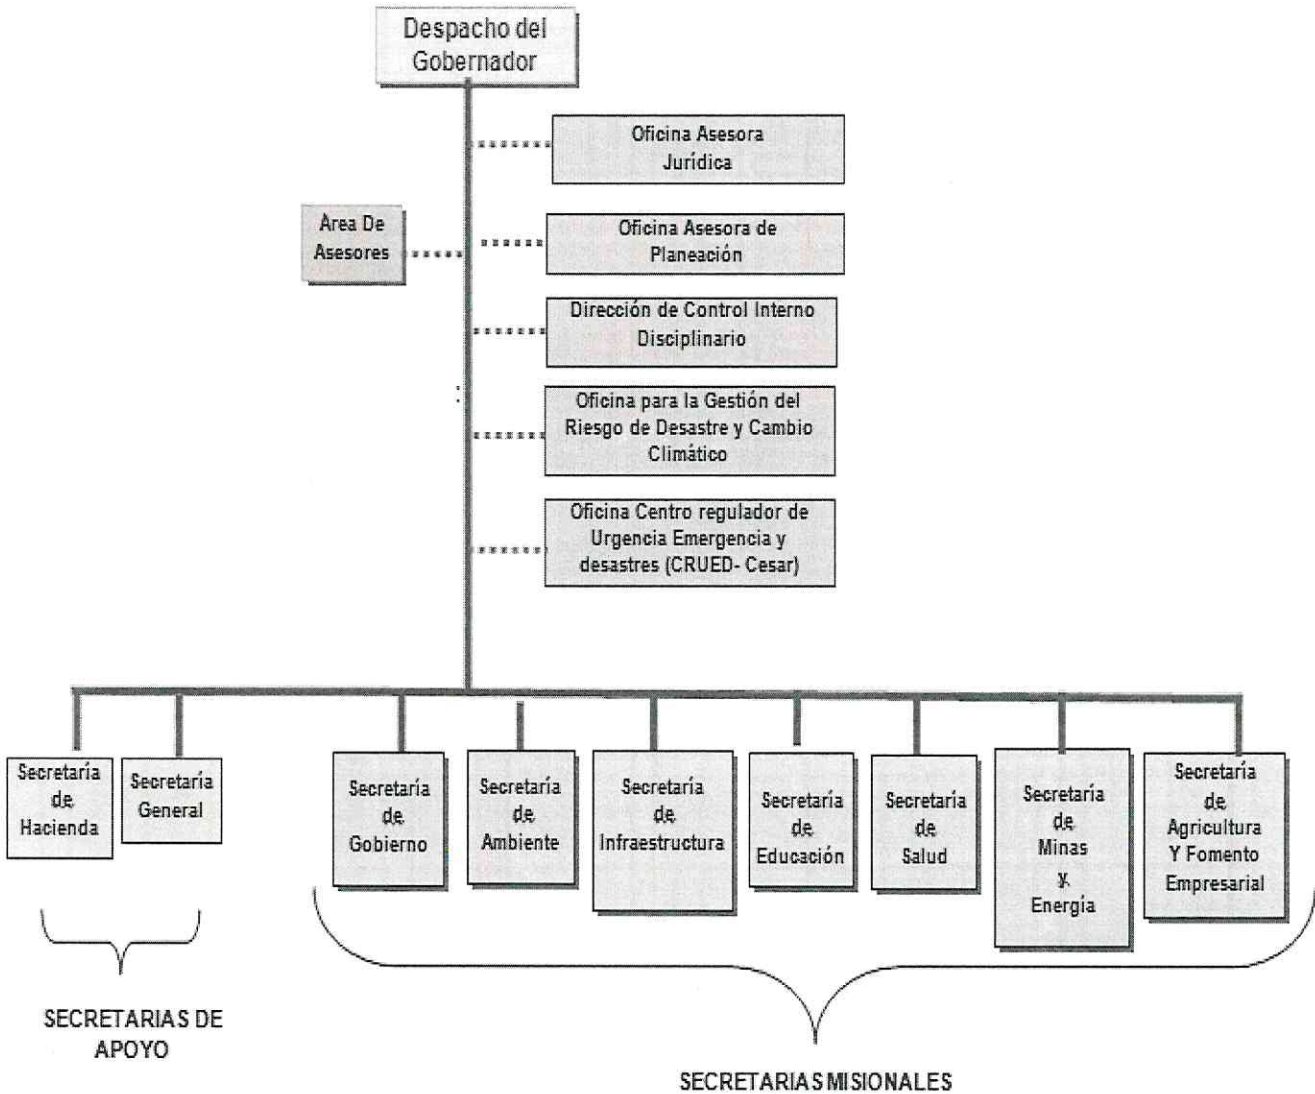 Despacho del
Gobernador
Oficina Asesora
Jurídica
Area De
Asesores
Oficina Asesora de
Planeación
Dirección de Control Interno
Disciplinario
Oficina para la Gestión del
Riesgo de Desastre y Cambio
Climático
Oficina Centro regulador de
Urgencia Emergencia y
desastres (CRUED- Cesar)
Secretaría
de
Hacienda
Secretaría
General
Secretaría
de
Gobierno
Secretaría
de
Ambiente
Secretaría
de
Infraestructura
Secretaría
de
Educación
Secretaría
de
Salud
Secretaría
de
Minas
y
Energía
Secretaría
de
Agricultura
Y Fomento
Empresarial
SECRETARIAS DE
APOYO
SECRETARIAS MISIONALES